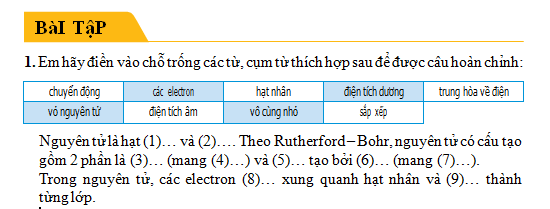 BàI TậP
1. Em hãy điền vào chỗ trống các từ, cụm từ thích hợp sau để được câu hoàn chỉnh:
chuyển động các electron hạt nhân điện tích dương trung hòa về điện
vỏ nguyên tử điện tích âm vô cùng nhỏ sắp xếp
Nguyên tử là hạt (1)… và (2)…. Theo Rutherford–Bohr, nguyên tử có cấu tạo
gồm 2 phần là (3)… (mang (4)…) và (5)… tạo bởi (6)… (mang (7)…).
Trong nguyên tử, các electron (8)… xung quanh hạt nhân và (9)… thành
từng lớp.